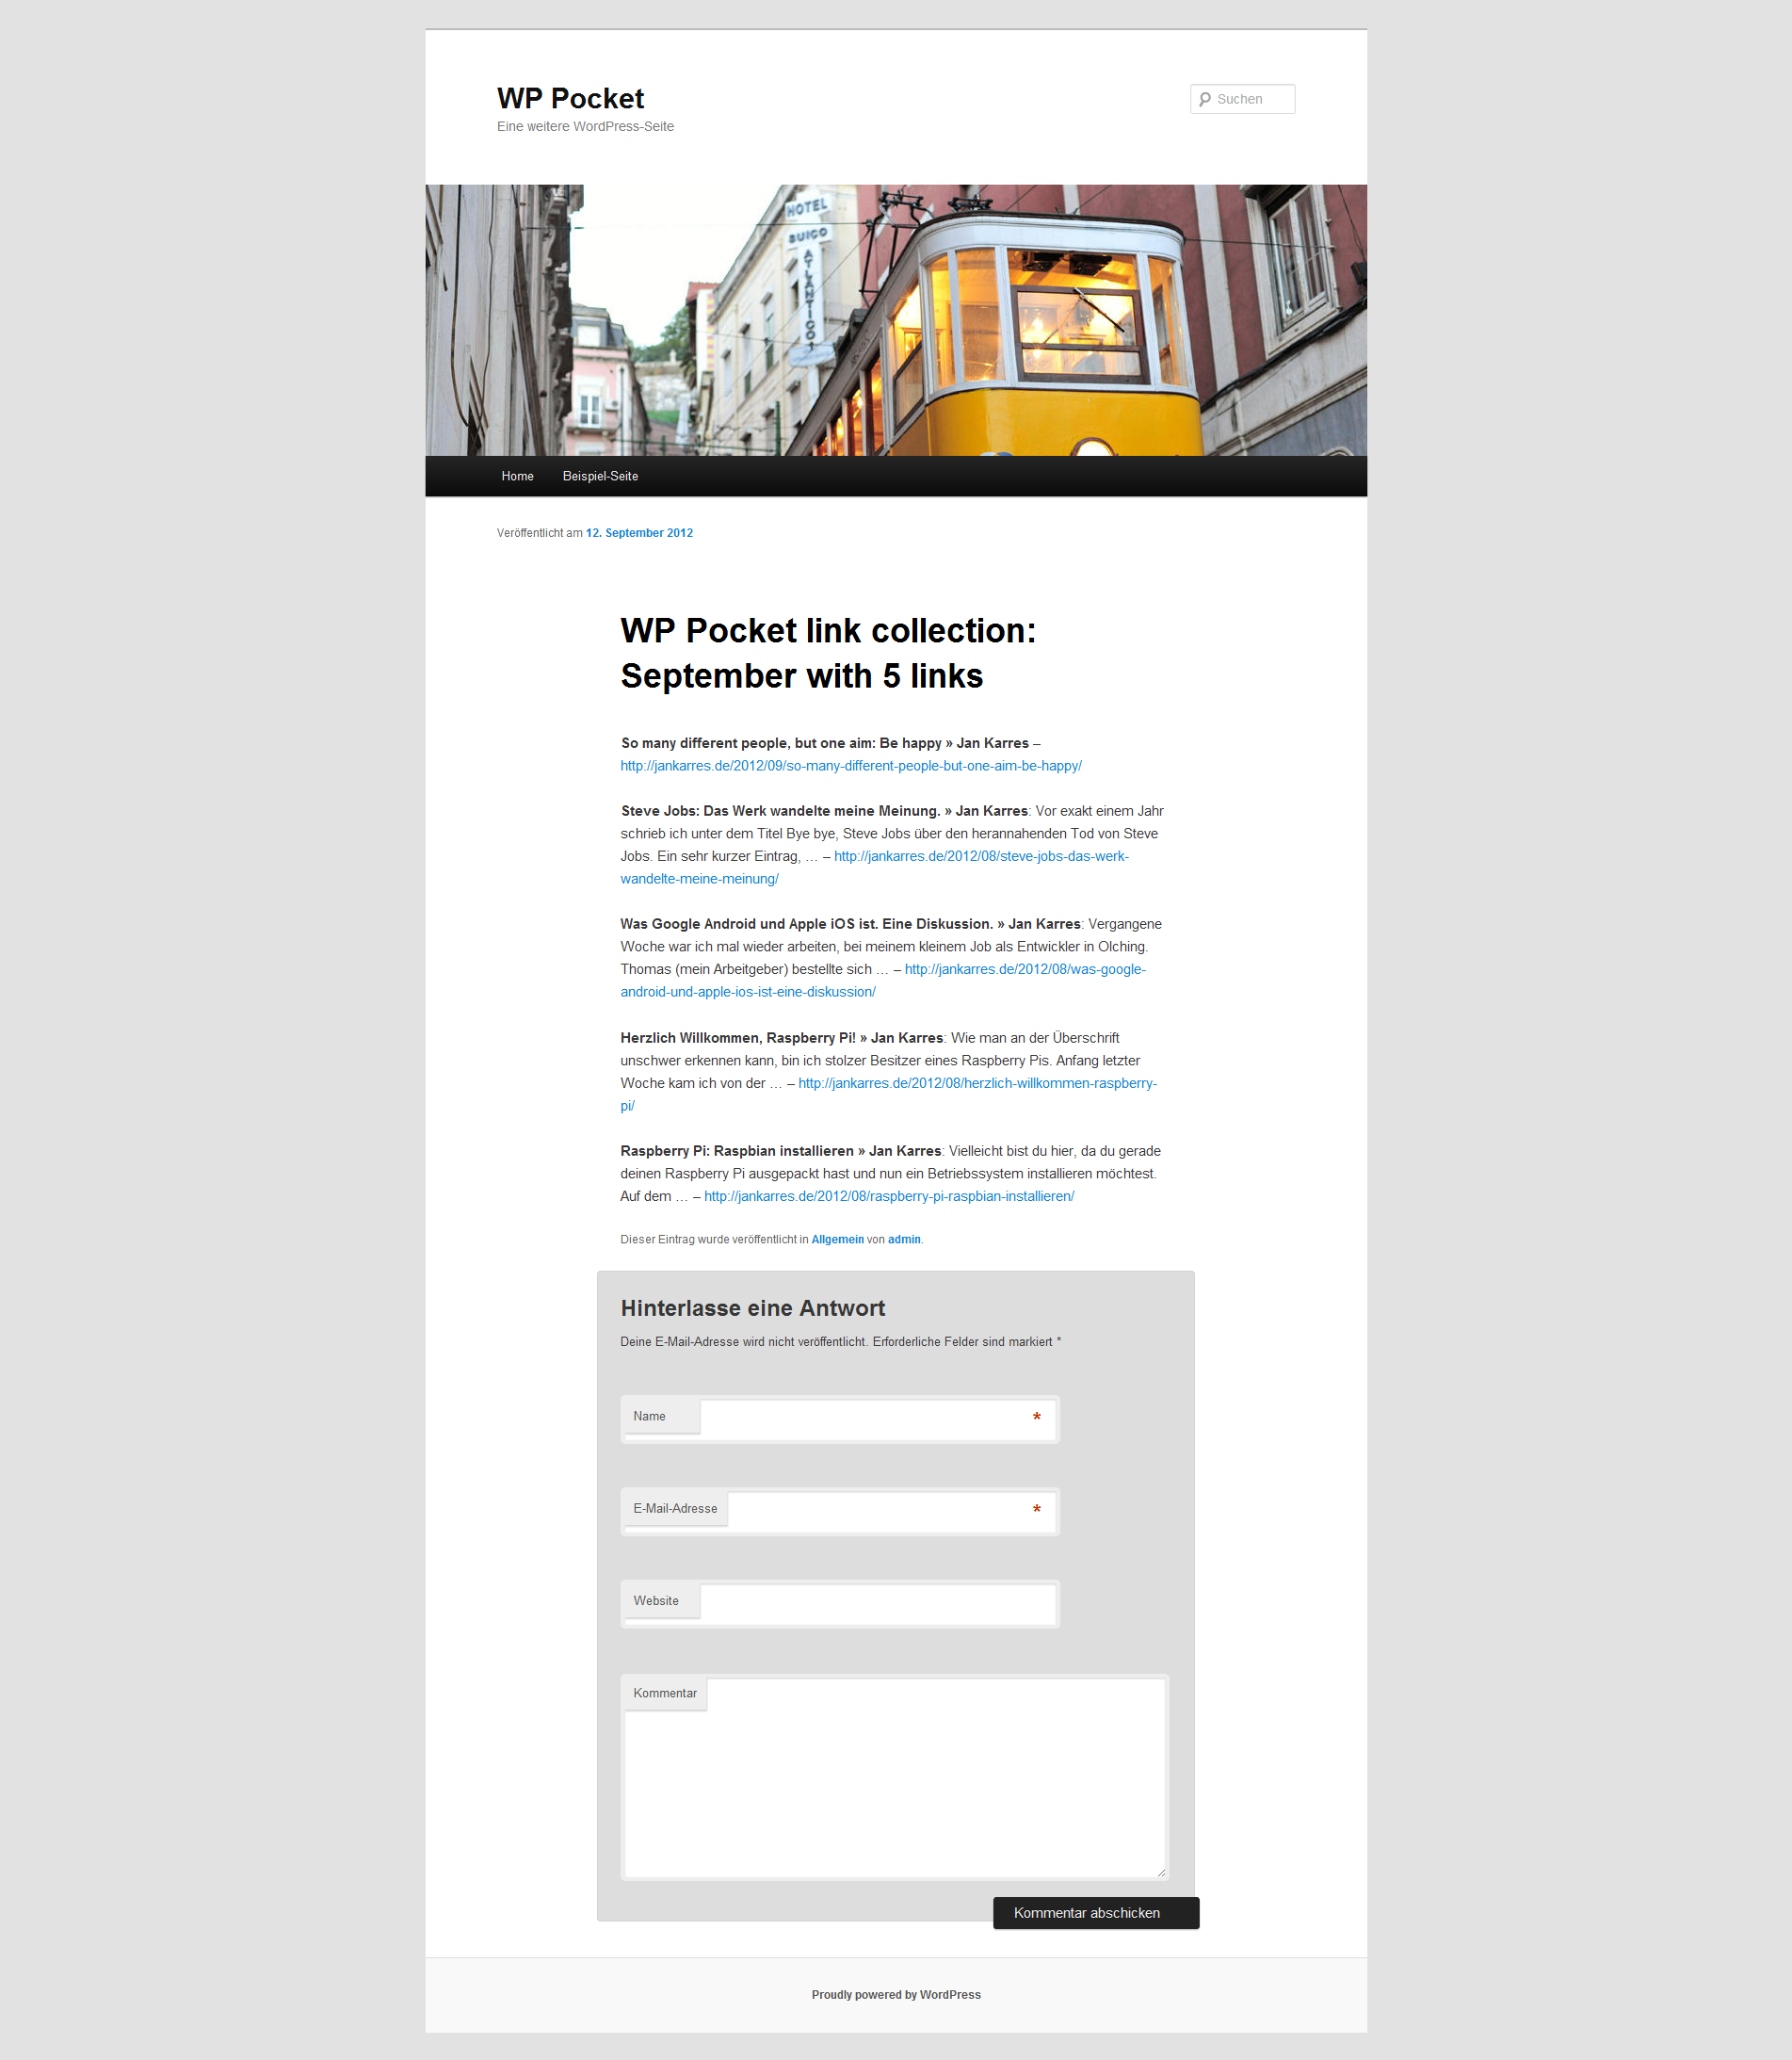 WP Pocket
Suchen
Eine weitere WordPress-Seite
HOTEL
SUIÇO
ATLANTICO
Home Beispiel-Seite
Veröffentlicht am 12. September 2012
WP Pocket link collection:
September with 5 links
So many different people, but one aim: Be happy » Jan Karres –
http://jankarres.de/2012/09/so-many-different-people-but-one-aim-be-happy/
Steve Jobs: Das Werk wandelte meine Meinung. » Jan Karres: Vor exakt einem Jahr
schrieb ich unter dem Titel Bye bye, Steve Jobs über den herannahenden Tod von Steve
Jobs. Ein sehr kurzer Eintrag, … – http://jankarres.de/2012/08/steve-jobs-das-werk-
wandelte-meine-meinung/
Was Google Android und Apple iOS ist. Eine Diskussion. » Jan Karres: Vergangene
Woche war ich mal wieder arbeiten, bei meinem kleinem Job als Entwickler in Olching.
Thomas (mein Arbeitgeber) bestellte sich … – http://jankarres.de/2012/08/was-google-
android-und-apple-ios-ist-eine-diskussion/
Herzlich Willkommen, Raspberry Pi! » Jan Karres: Wie man an der Überschrift
unschwer erkennen kann, bin ich stolzer Besitzer eines Raspberry Pis. Anfang letzter
Woche kam ich von der … – http://jankarres.de/2012/08/herzlich-willkommen-raspberry-
pi/
Raspberry Pi: Raspbian installieren » Jan Karres: Vielleicht bist du hier, da du gerade
deinen Raspberry Pi ausgepackt hast und nun ein Betriebssystem installieren möchtest.
Auf dem … – http://jankarres.de/2012/08/raspberry-pi-raspbian-installieren/
Dieser Eintrag wurde veröffentlicht in Allgemein von admin.
Hinterlasse eine Antwort
Deine E-Mail-Adresse wird nicht veröffentlicht. Erforderliche Felder sind markiert *
Name *
E-Mail-Adresse *
Website
Kommentar
Kommentar abschicken
Proudly powered by WordPress